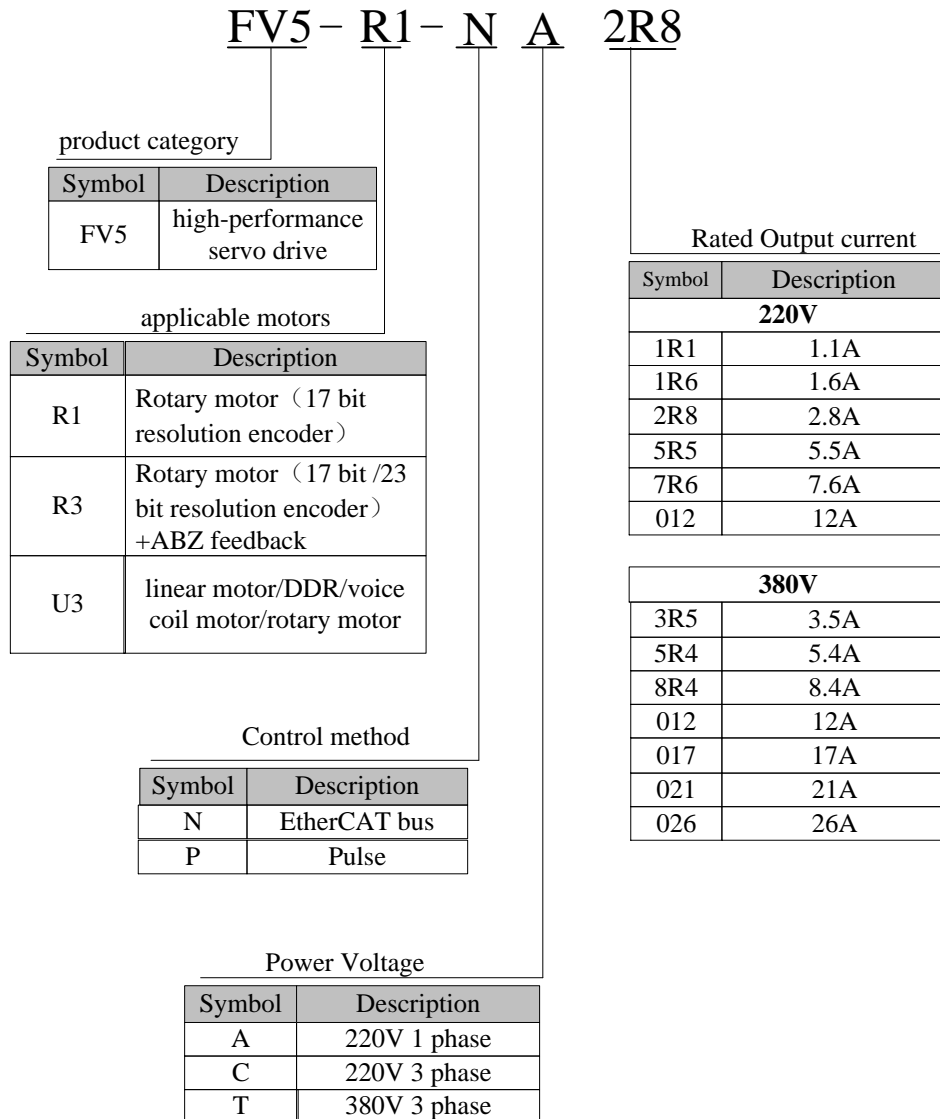 FV5－R1－N A 2R8
product category
Symbol Description
FV5 high-performance
servo drive
applicable motors
Symbol Description
R1 Rotary motor（17 bit
resolution encoder）
R3 Rotary motor（17 bit /23
bit resolution encoder）
+ABZ feedback
U3 linear motor/DDR/voice
coil motor/rotary motor
Control method
Symbol Description
N EtherCAT bus
P Pulse
Power Voltage
Symbol Description
A 220V 1 phase
C 220V 3 phase
T 380V 3 phase
Rated Output current
Symbol Description
220V
1R1 1.1A
1R6 1.6A
2R8 2.8A
5R5 5.5A
7R6 7.6A
012 12A
380V
3R5 3.5A
5R4 5.4A
8R4 8.4A
012 12A
017 17A
021 21A
026 26A